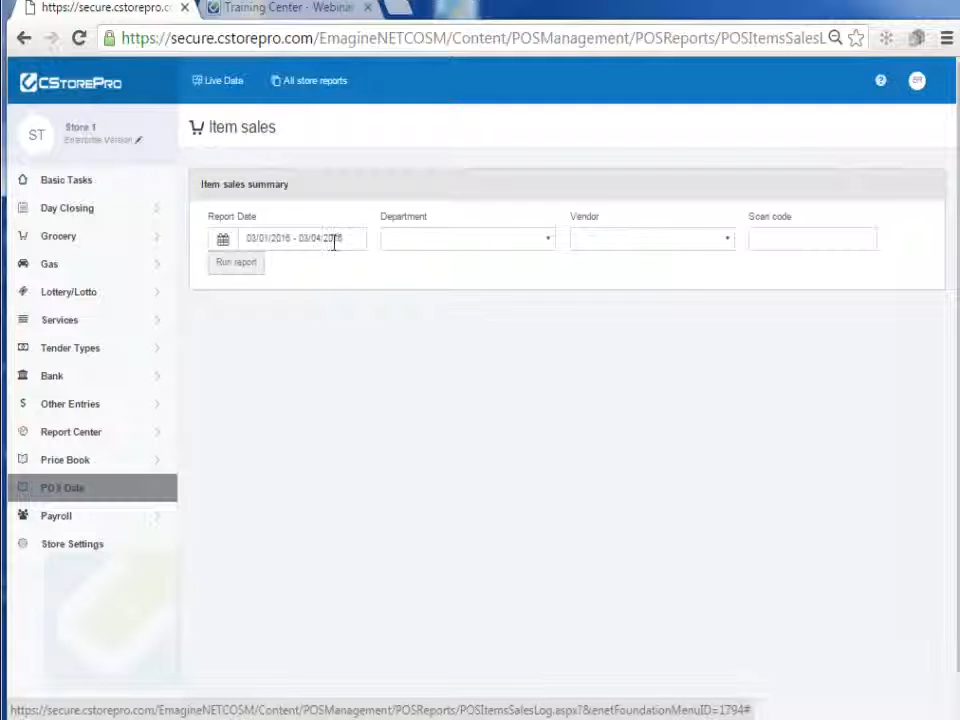 https://secure.cstorepro.c
Training Center - Webinar
https://secure.cstorepro.com/EmagineNETCOSM/Content/POSManagement/POSReports/POSItemsSalesL
CSTOREPRO
Live Data
All store reports
?
ST
Store 1
Enterprise Version
Item sales
Basic Tasks
Day Closing
Grocery
Gas
Lottery/Lotto
Services
Tender Types
Bank
Other Entries
Report Center
Price Book
POS Data
Payroll
Store Settings
Item sales summary
Report Date
Department
Vendor
Scan code
03/01/2016 - 03/04/2016
Run report
https://secure.cstorepro.com/EmagineNETCOSM/Content/POSManagement/POSReports/POSItemsSalesLog.aspx?&enetFoundationMenuID=1794#